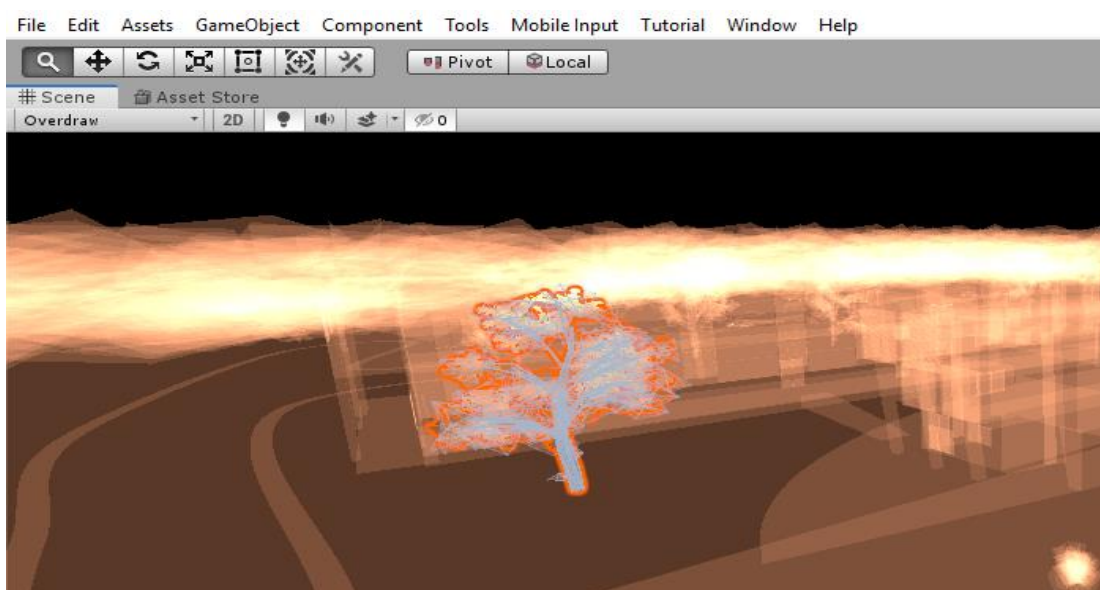 File Edit Assets GameObject Component Tools Mobile Input Tutorial Window Help
Pivot Local
# Scene Asset Store
Overdraw 2D 0